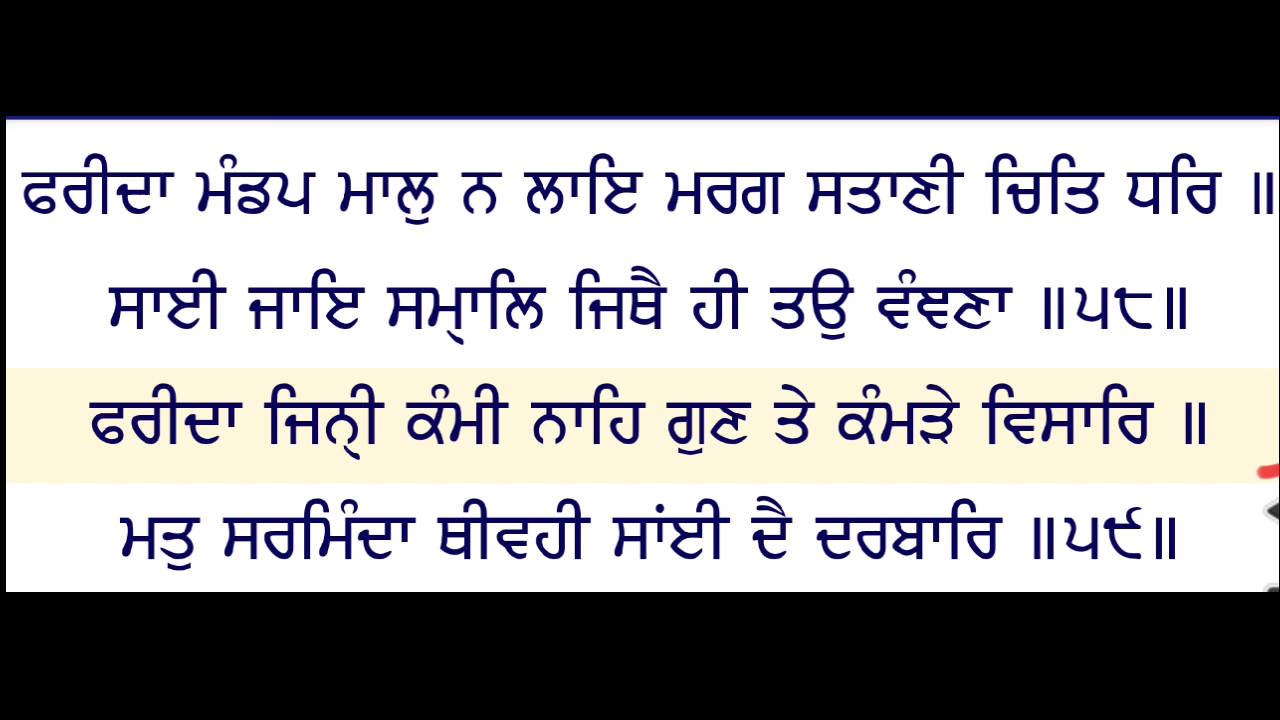 ਫਰੀਦਾ ਮੰਡਪ ਮਾਲੁ ਨ ਲਾਇ ਮਰਗ ਸਤਾਣੀ ਚਿਤਿ ਧਰਿ ॥
ਸਾਈ ਜਾਇ ਸਮ੍ਹਾਲਿ ਜਿਥੈ ਹੀ ਤਉ ਵੰਞਣਾ ॥੫੮॥
ਫਰੀਦਾ ਜਿਨੑੀ ਕੰਮੀ ਨਾਹਿ ਗੁਣ ਤੇ ਕੰਮੜੇ ਵਿਸਾਰਿ ॥
ਮਤੁ ਸਰਮਿੰਦਾ ਥੀਵਹੀ ਸਾਂਈ ਦੈ ਦਰਬਾਰਿ ॥੫੯॥